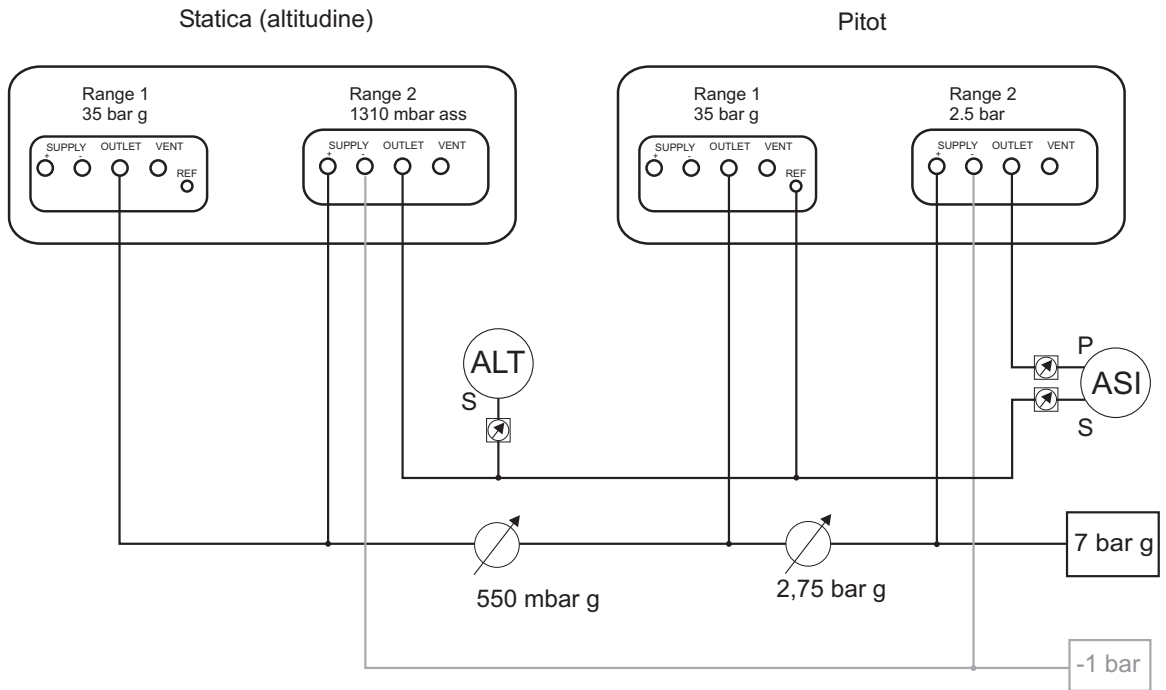 Statica (altitudine)
Pitot
Range 1
35 bar g
SUPPLY
OUTLET
VENT
+
-
REF
Range 2
1310 mbar ass
SUPPLY
OUTLET
VENT
+
-
Range 1
35 bar g
SUPPLY
OUTLET
VENT
+
-
REF
Range 2
2.5 bar
SUPPLY
OUTLET
VENT
+
-
ALT
S
P
ASI
S
7 bar g
550 mbar g
2,75 bar g
-1 bar